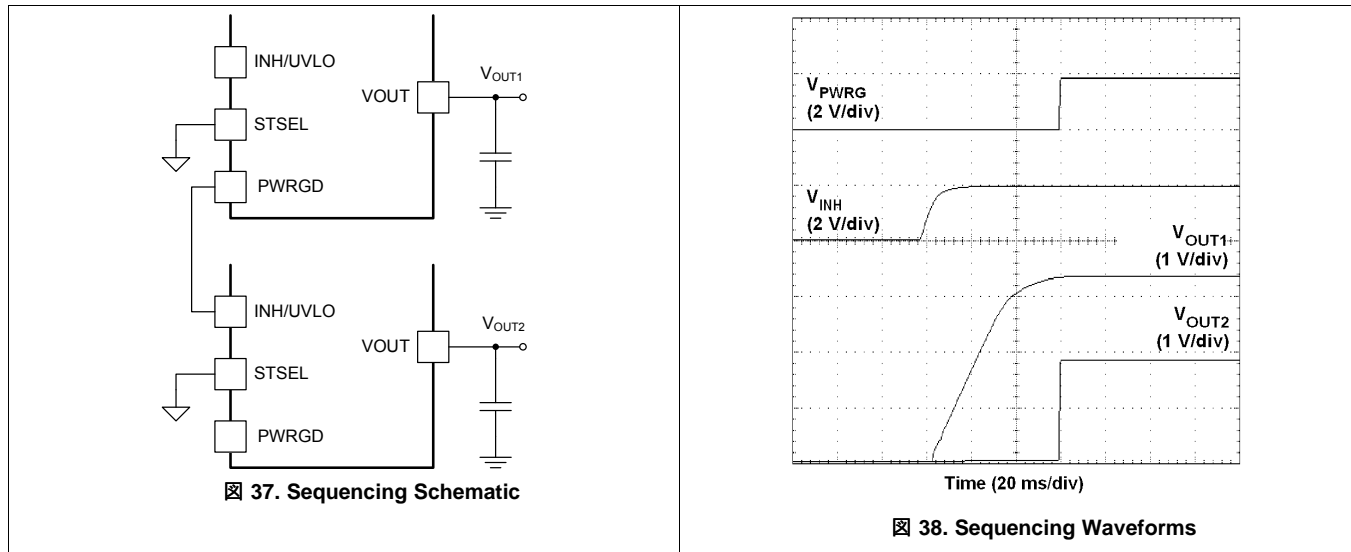 INH/UVLO
VOUT
VOUT1
STSEL
PWRGD
INH/UVLO
VOUT
VOUT2
STSEL
PWRGD
図 37. Sequencing Schematic
VPWRG
(2 V/div)
VINH
(2 V/div)
VOUT1
(1 V/div)
VOUT2
(1 V/div)
Time (20 ms/div)
図 38. Sequencing Waveforms